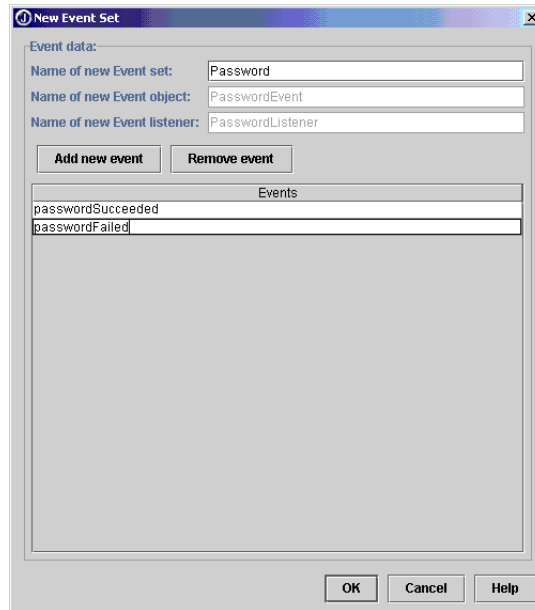 New Event Set
Event data:
Name of new Event set: Password
Name of new Event object: PasswordEvent
Name of new Event listener: PasswordListener
Add new event Remove event
Events
passwordSucceeded
passwordFailed
OK Cancel Help